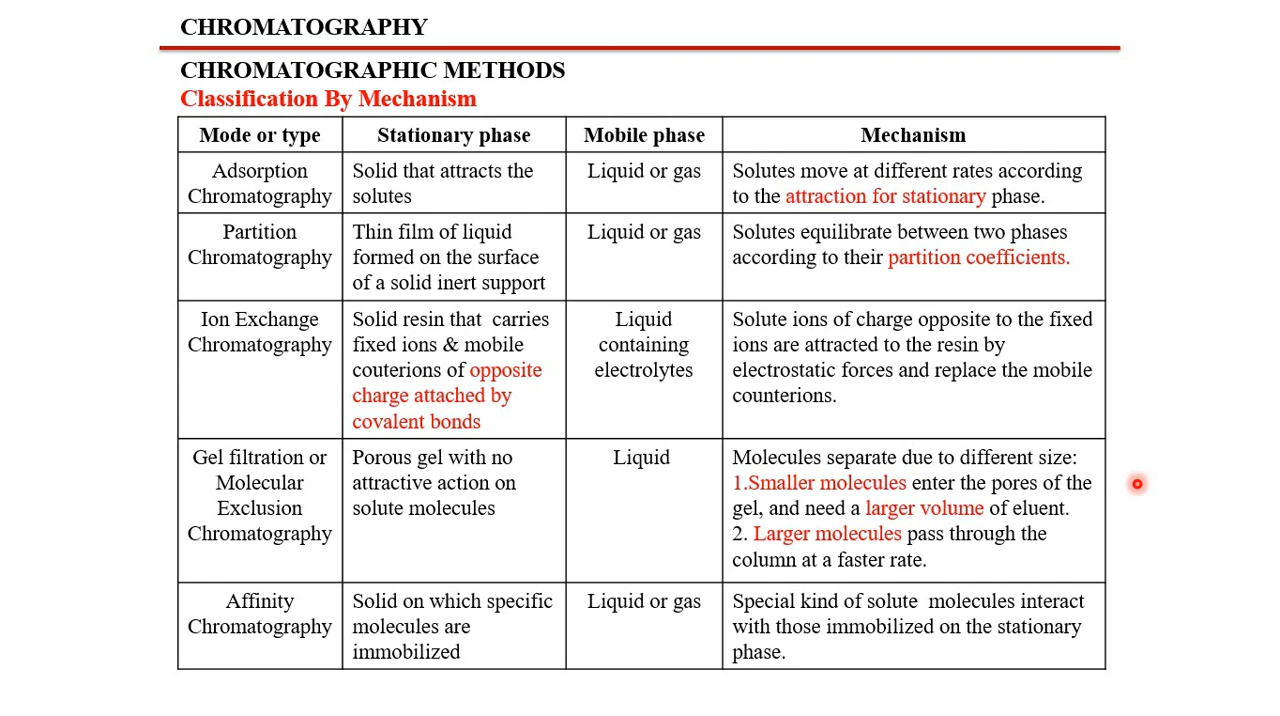 CHROMATOGRAPHY
CHROMATOGRAPHIC METHODS
Classification By Mechanism
Mode or type
Stationary phase
Mobile phase
Mechanism
Adsorption
Chromatography
Solid that attracts the
solutes
Liquid or gas
Solutes move at different rates according
to the attraction for stationary phase.
Partition
Chromatography
Thin film of liquid
formed on the surface
of a solid inert support
Liquid or gas
Solutes equilibrate between two phases
according to their partition coefficients.
Ion Exchange
Chromatography
Solid resin that carries
fixed ions & mobile
couterions of opposite
charge attached by
covalent bonds
Liquid
containing
electrolytes
Solute ions of charge opposite to the fixed
ions are attracted to the resin by
electrostatic forces and replace the mobile
counterions.
Gel filtration or
Molecular
Exclusion
Chromatography
Porous gel with no
attractive action on
solute molecules
Liquid
Molecules separate due to different size:
1.Smaller molecules enter the pores of the
gel, and need a larger volume of eluent.
2. Larger molecules pass through the
column at a faster rate.
Affinity
Chromatography
Solid on which specific
molecules are
immobilized
Liquid or gas
Special kind of solute molecules interact
with those immobilized on the stationary
phase.